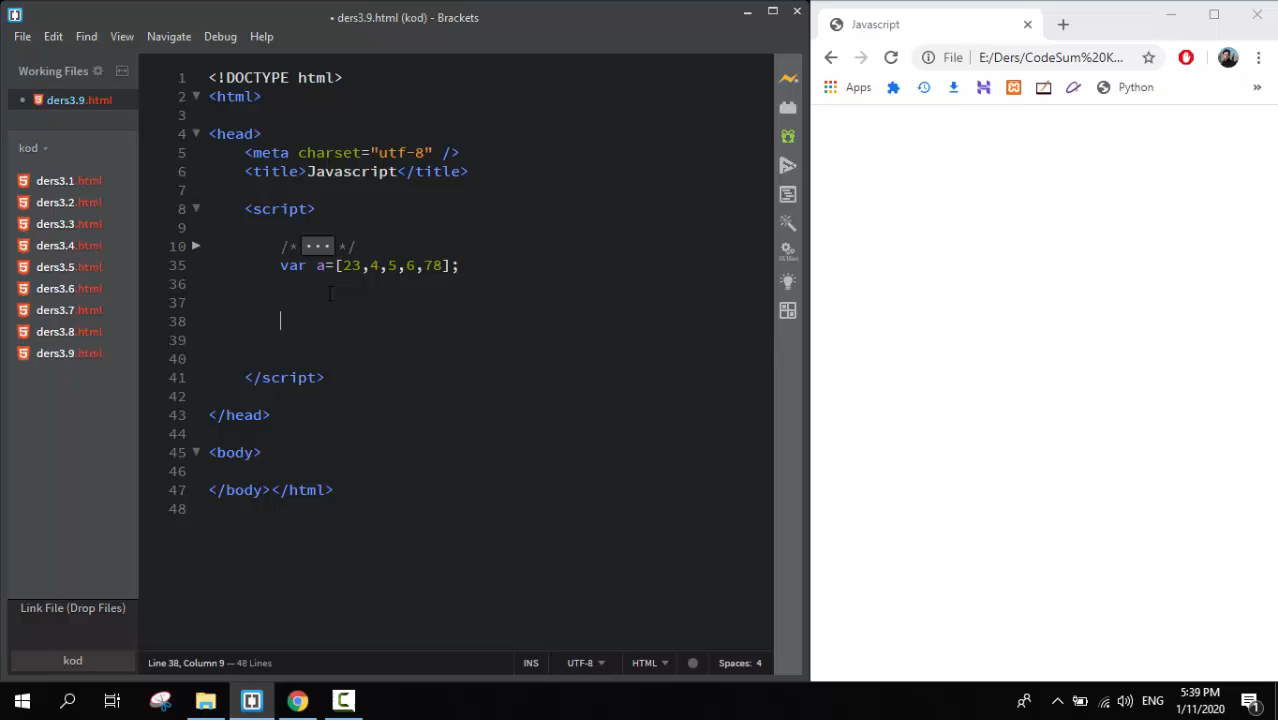 • ders3.9.html (kod) - Brackets
File Edit Find View Navigate Debug Help
Working Files
• ders3.9.html
kod
ders3.1.html
ders3.2.html
ders3.3.html
ders3.4.html
ders3.5.html
ders3.6.html
ders3.7.html
ders3.8.html
ders3.9.html
Link File (Drop Files)
kod
1 <!DOCTYPE html>
2 <html>
3
4 <head>
5 <meta charset="utf-8" />
6 <title>Javascript</title>
7
8 <script>
9
10 /* ... */
35 var a=[23,4,5,6,78];
36
37
38
39
40
41 </script>
42
43 </head>
44
45 <body>
46
47 </body></html>
48
Line 38, Column 9 — 48 Lines
INS UTF-8 HTML Spaces: 4
Javascript
File E:/Ders/CodeSum%20K...
Apps Python »
ENG
5:39 PM
1/11/2020
1